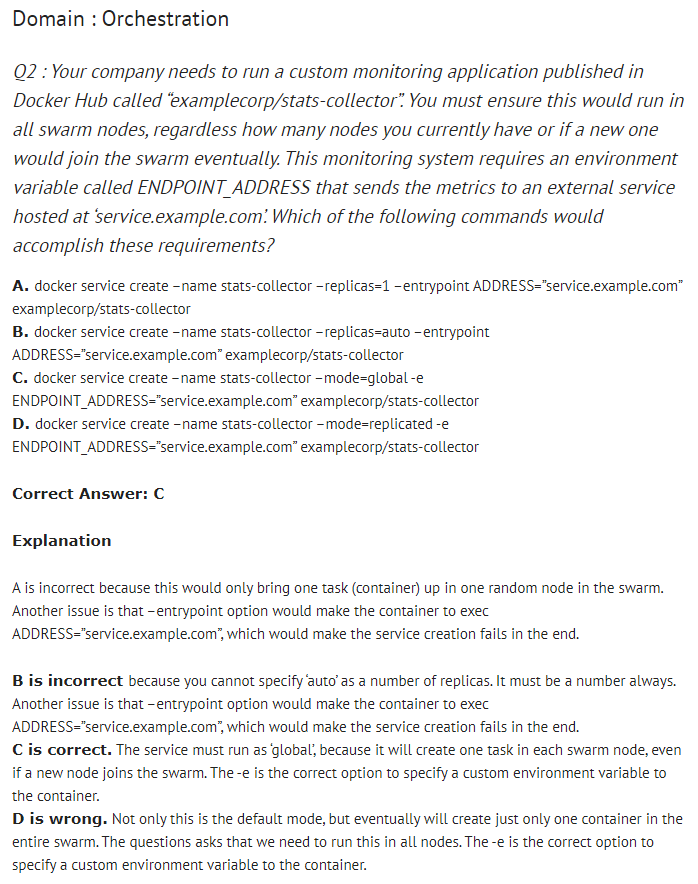 Domain : Orchestration
Q2 : Your company needs to run a custom monitoring application published in
Docker Hub called “examplecorp/stats-collector”. You must ensure this would run in
all swarm nodes, regardless how many nodes you currently have or if a new one
would join the swarm eventually. This monitoring system requires an environment
variable called ENDPOINT_ADDRESS that sends the metrics to an external service
hosted at ‘service.example.com’. Which of the following commands would
accomplish these requirements?
A. docker service create –name stats-collector –replicas=1 –entrypoint ADDRESS=”service.example.com”
examplecorp/stats-collector
B. docker service create –name stats-collector –replicas=auto –entrypoint
ADDRESS=”service.example.com” examplecorp/stats-collector
C. docker service create –name stats-collector –mode=global -e
ENDPOINT_ADDRESS=”service.example.com” examplecorp/stats-collector
D. docker service create –name stats-collector –mode=replicated -e
ENDPOINT_ADDRESS=”service.example.com” examplecorp/stats-collector
Correct Answer: C
Explanation
A is incorrect because this would only bring one task (container) up in one random node in the swarm.
Another issue is that –entrypoint option would make the container to exec
ADDRESS=”service.example.com”, which would make the service creation fails in the end.
B is incorrect because you cannot specify ‘auto’ as a number of replicas. It must be a number always.
Another issue is that –entrypoint option would make the container to exec
ADDRESS=”service.example.com”, which would make the service creation fails in the end.
C is correct. The service must run as ‘global’, because it will create one task in each swarm node, even
if a new node joins the swarm. The -e is the correct option to specify a custom environment variable to
the container.
D is wrong. Not only this is the default mode, but eventually will create just only one container in the
entire swarm. The questions asks that we need to run this in all nodes. The -e is the correct option to
specify a custom environment variable to the container.